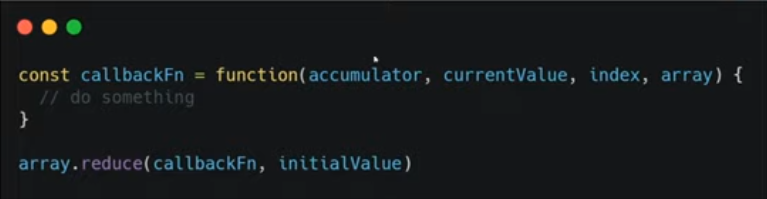 const callbackFn = function(accumulator, currentValue, index, array) {
  // do something
}
array.reduce(callbackFn, initialValue)